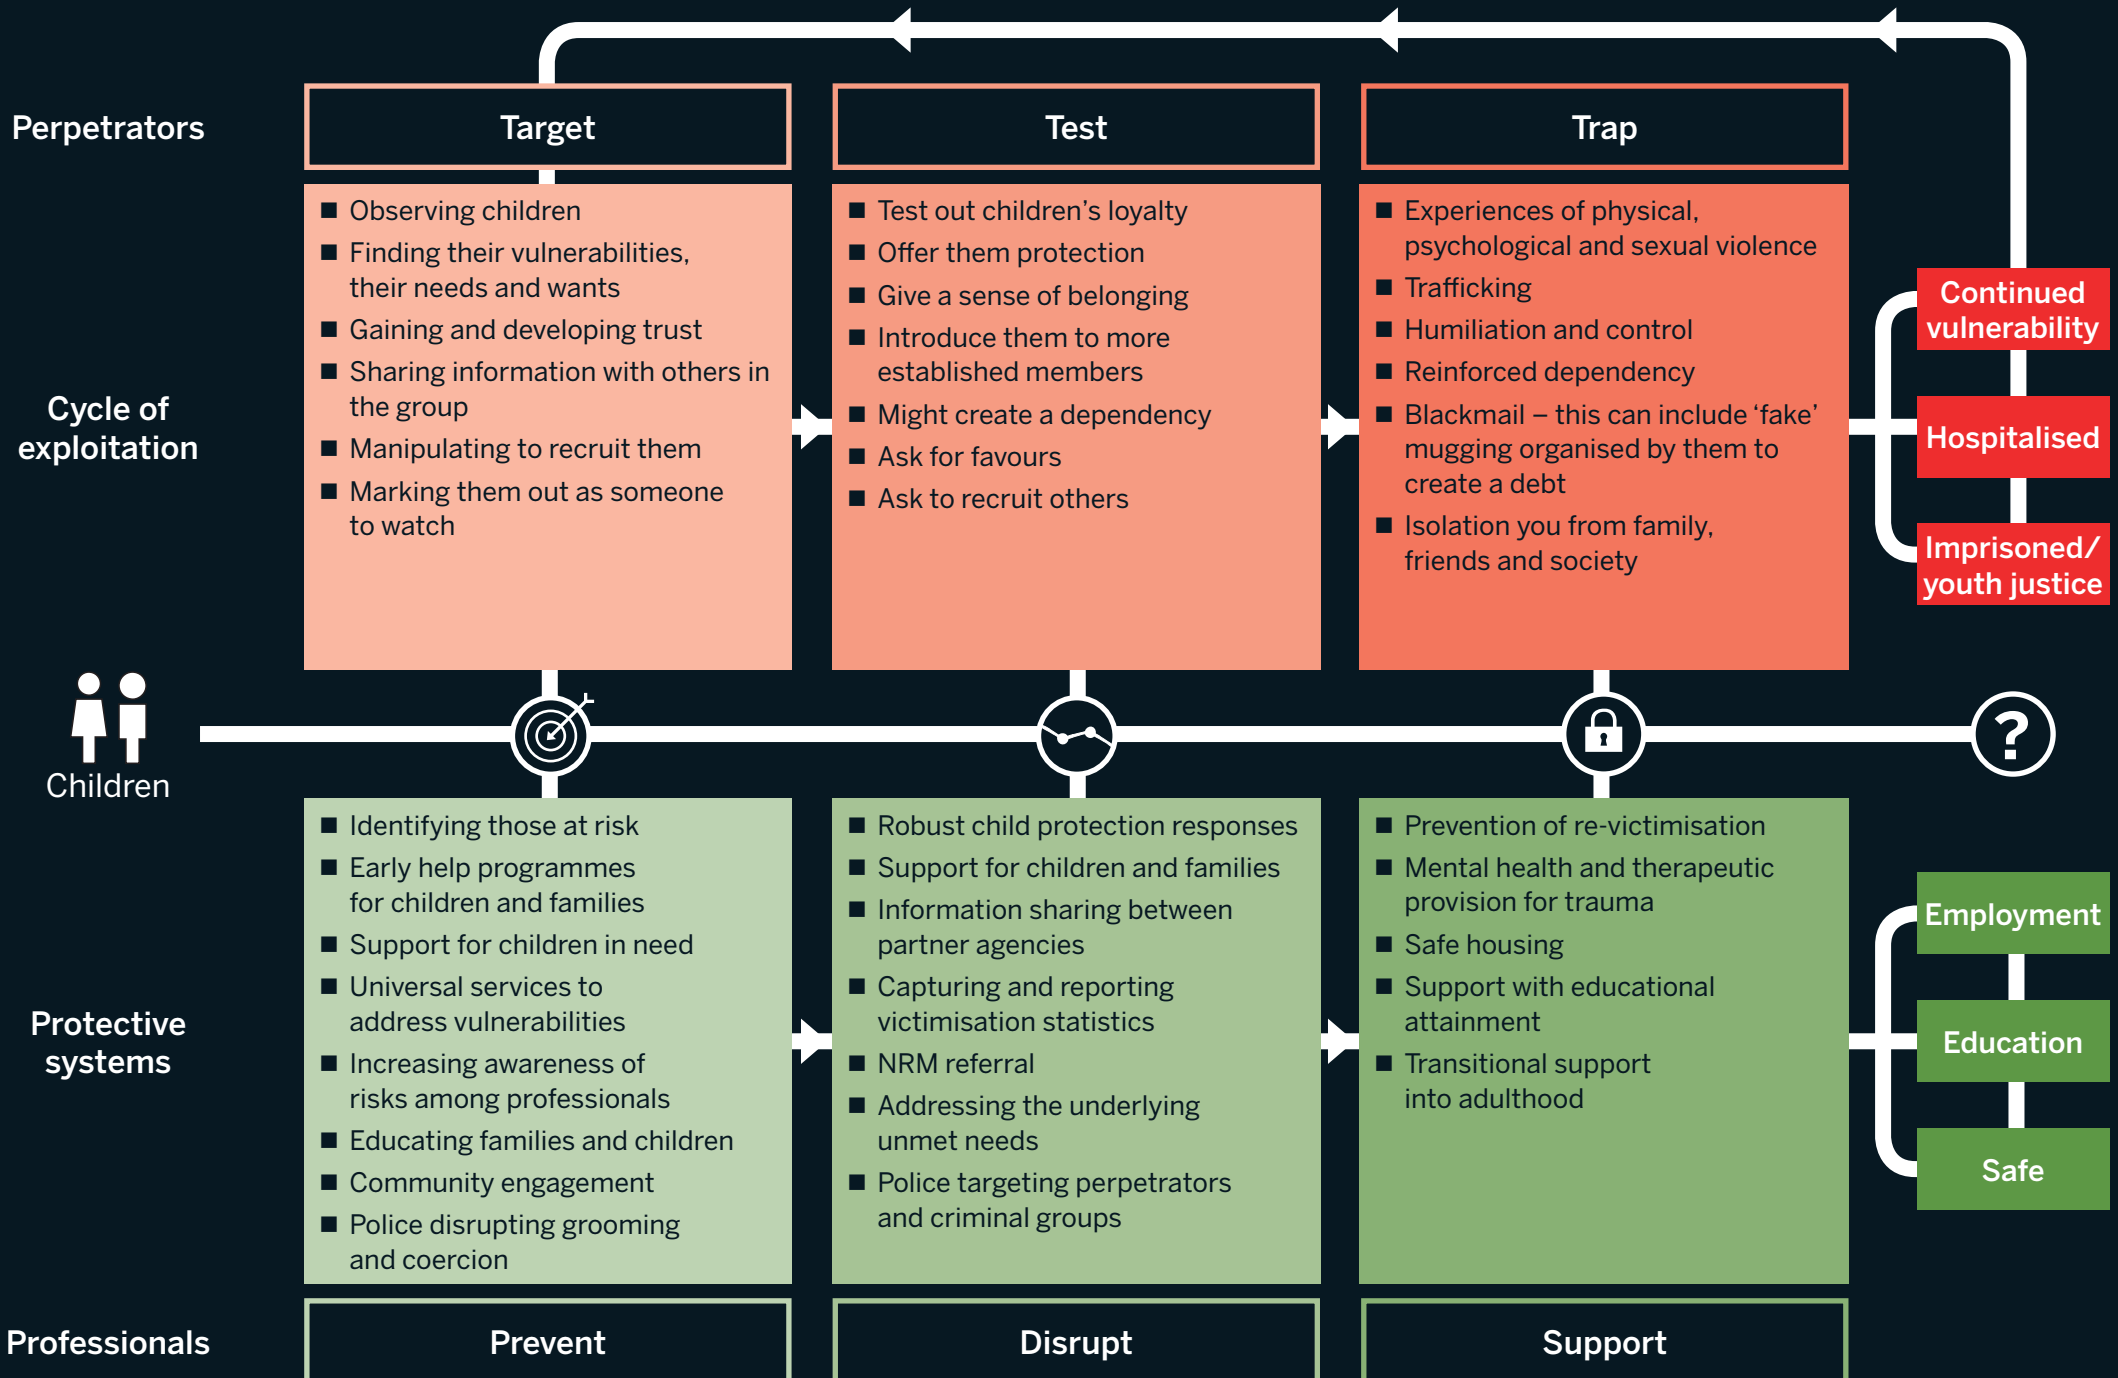 Perpetrators
Target
Test
Trap
Cycle of
exploitation
■ Observing children
■ Finding their vulnerabilities,
their needs and wants
■ Gaining and developing trust
■ Sharing information with others in
the group
■ Manipulating to recruit them
■ Marking them out as someone
to watch
■ Test out children’s loyalty
■ Offer them protection
■ Give a sense of belonging
■ Introduce them to more
established members
■ Might create a dependency
■ Ask for favours
■ Ask to recruit others
■ Experiences of physical,
psychological and sexual violence
■ Trafficking
■ Humiliation and control
■ Reinforced dependency
■ Blackmail – this can include ‘fake’
mugging organised by them to
create a debt
■ Isolation you from family,
friends and society
Continued
vulnerability
Hospitalised
Imprisoned/
youth justice
Children
?
Protective
systems
■ Identifying those at risk
■ Early help programmes
for children and families
■ Support for children in need
■ Universal services to
address vulnerabilities
■ Increasing awareness of
risks among professionals
■ Educating families and children
■ Community engagement
■ Police disrupting grooming
and coercion
■ Robust child protection responses
■ Support for children and families
■ Information sharing between
partner agencies
■ Capturing and reporting
victimisation statistics
■ NRM referral
■ Addressing the underlying
unmet needs
■ Police targeting perpetrators
and criminal groups
■ Prevention of re-victimisation
■ Mental health and therapeutic
provision for trauma
■ Safe housing
■ Support with educational
attainment
■ Transitional support
into adulthood
Employment
Education
Safe
Professionals
Prevent
Disrupt
Support